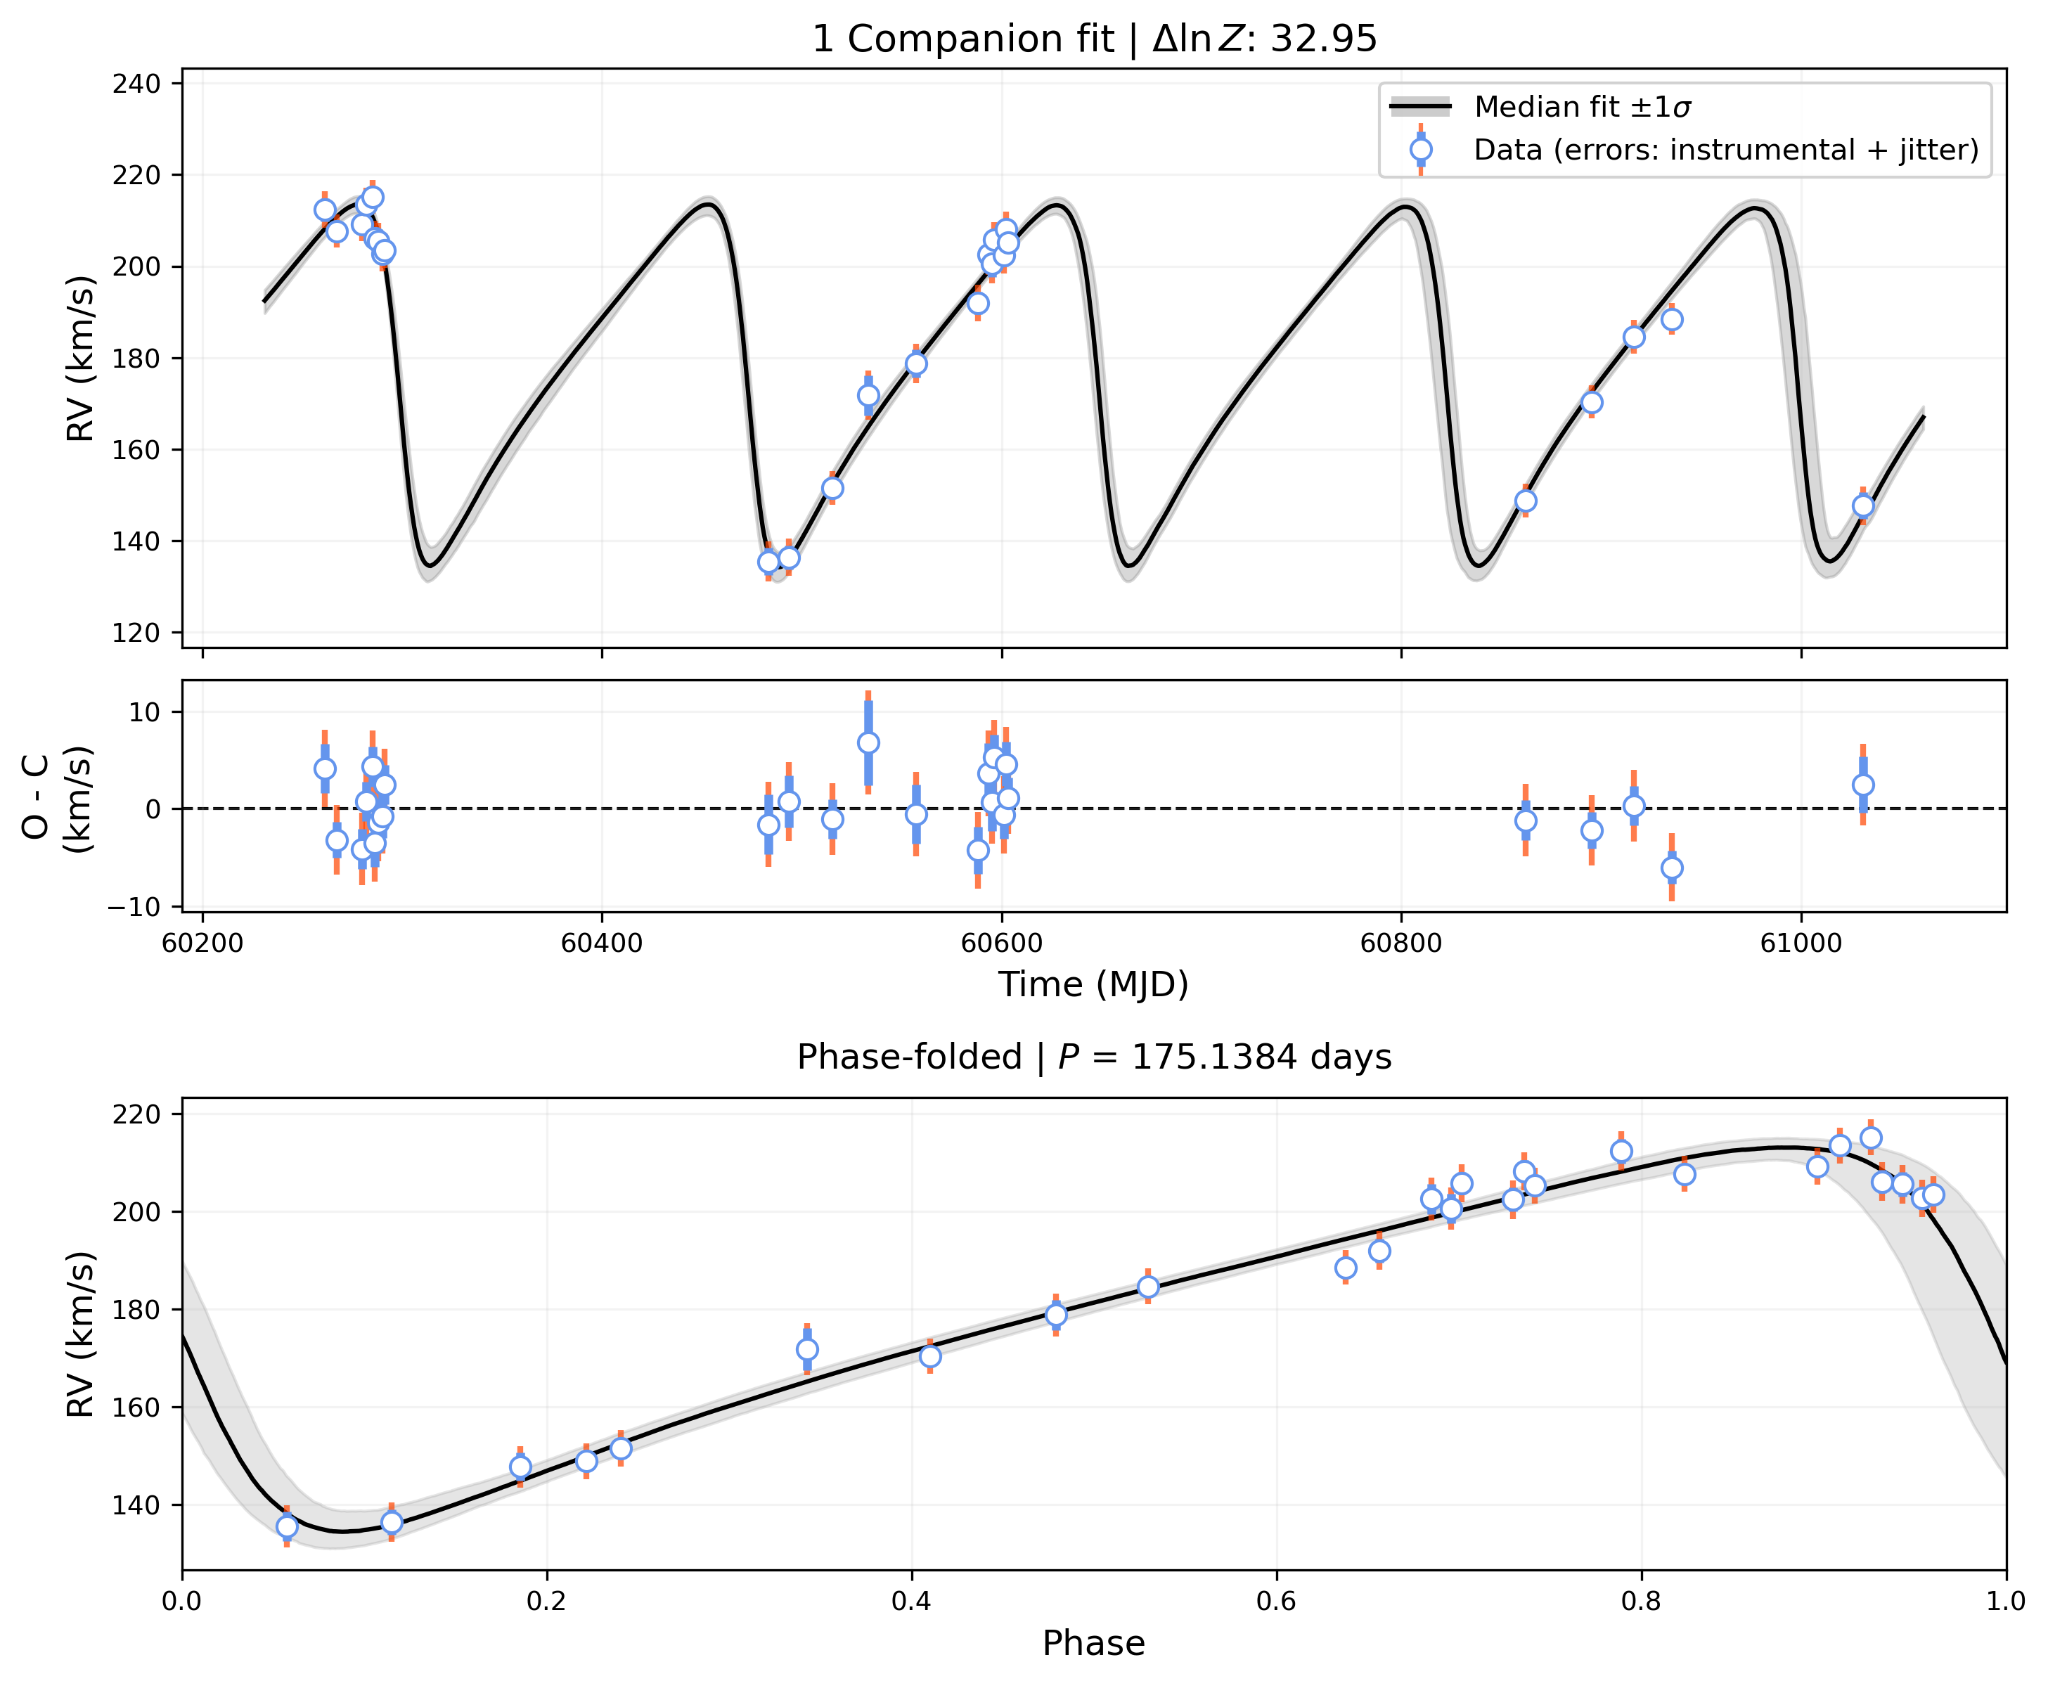 1 Companion fit | Δln Z: 32.95
240
220
200
180
160
140
120
RV (km/s)
Median fit ±1σ
Data (errors: instrumental + jitter)
10
0
−10
O - C
(km/s)
60200 60400 60600 60800 61000
Time (MJD)
Phase-folded | P = 175.1384 days
220
200
180
160
140
RV (km/s)
0.0 0.2 0.4 0.6 0.8 1.0
Phase